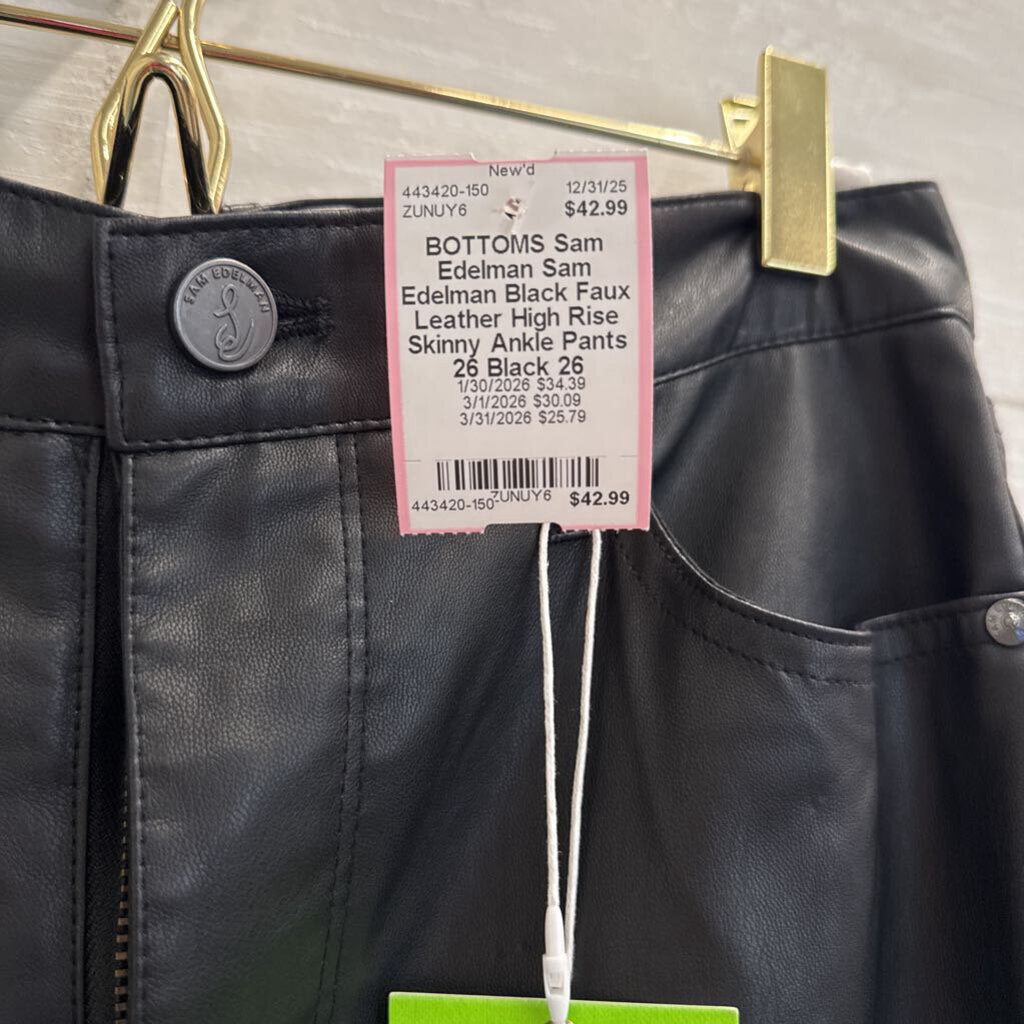 New'd
443420-150 12/31/25
ZUNUY6 $42.99
BOTTOMS Sam
Edelman Sam
Edelman Black Faux
Leather High Rise
Skinny Ankle Pants
26 Black 26
1/30/2026 $34.39
3/1/2026 $30.09
3/31/2026 $25.79
443420-150 ZUNUY6 $42.99
SAM EDELMAN